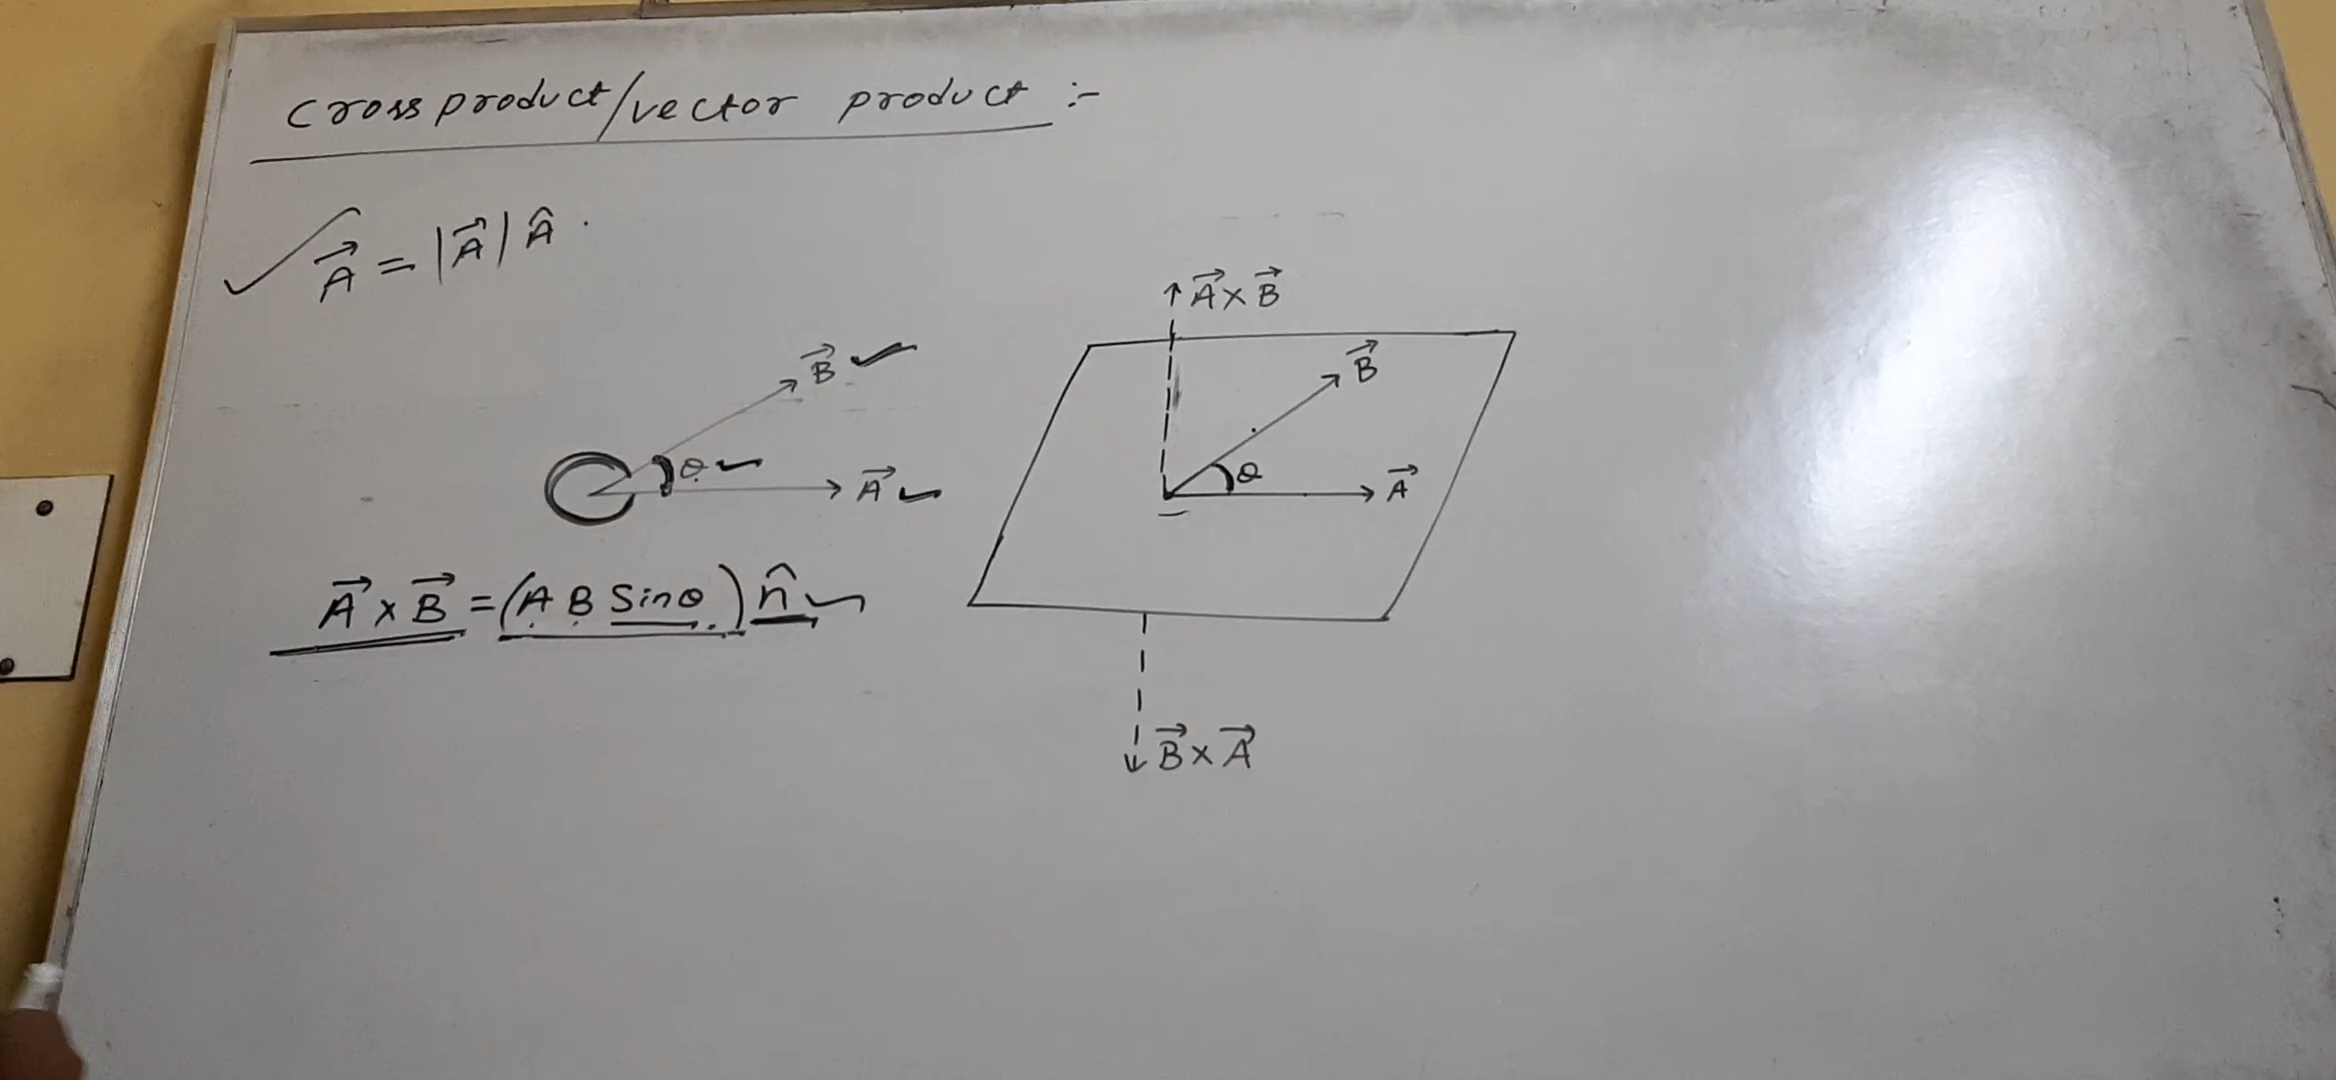 Cross product/vector product :-
A⃗ = |A⃗| Â .
B⃗
θ
A⃗
A⃗ × B⃗ = (A B Sinθ) n̂
A⃗ × B⃗
B⃗
θ
A⃗
B⃗ × A⃗